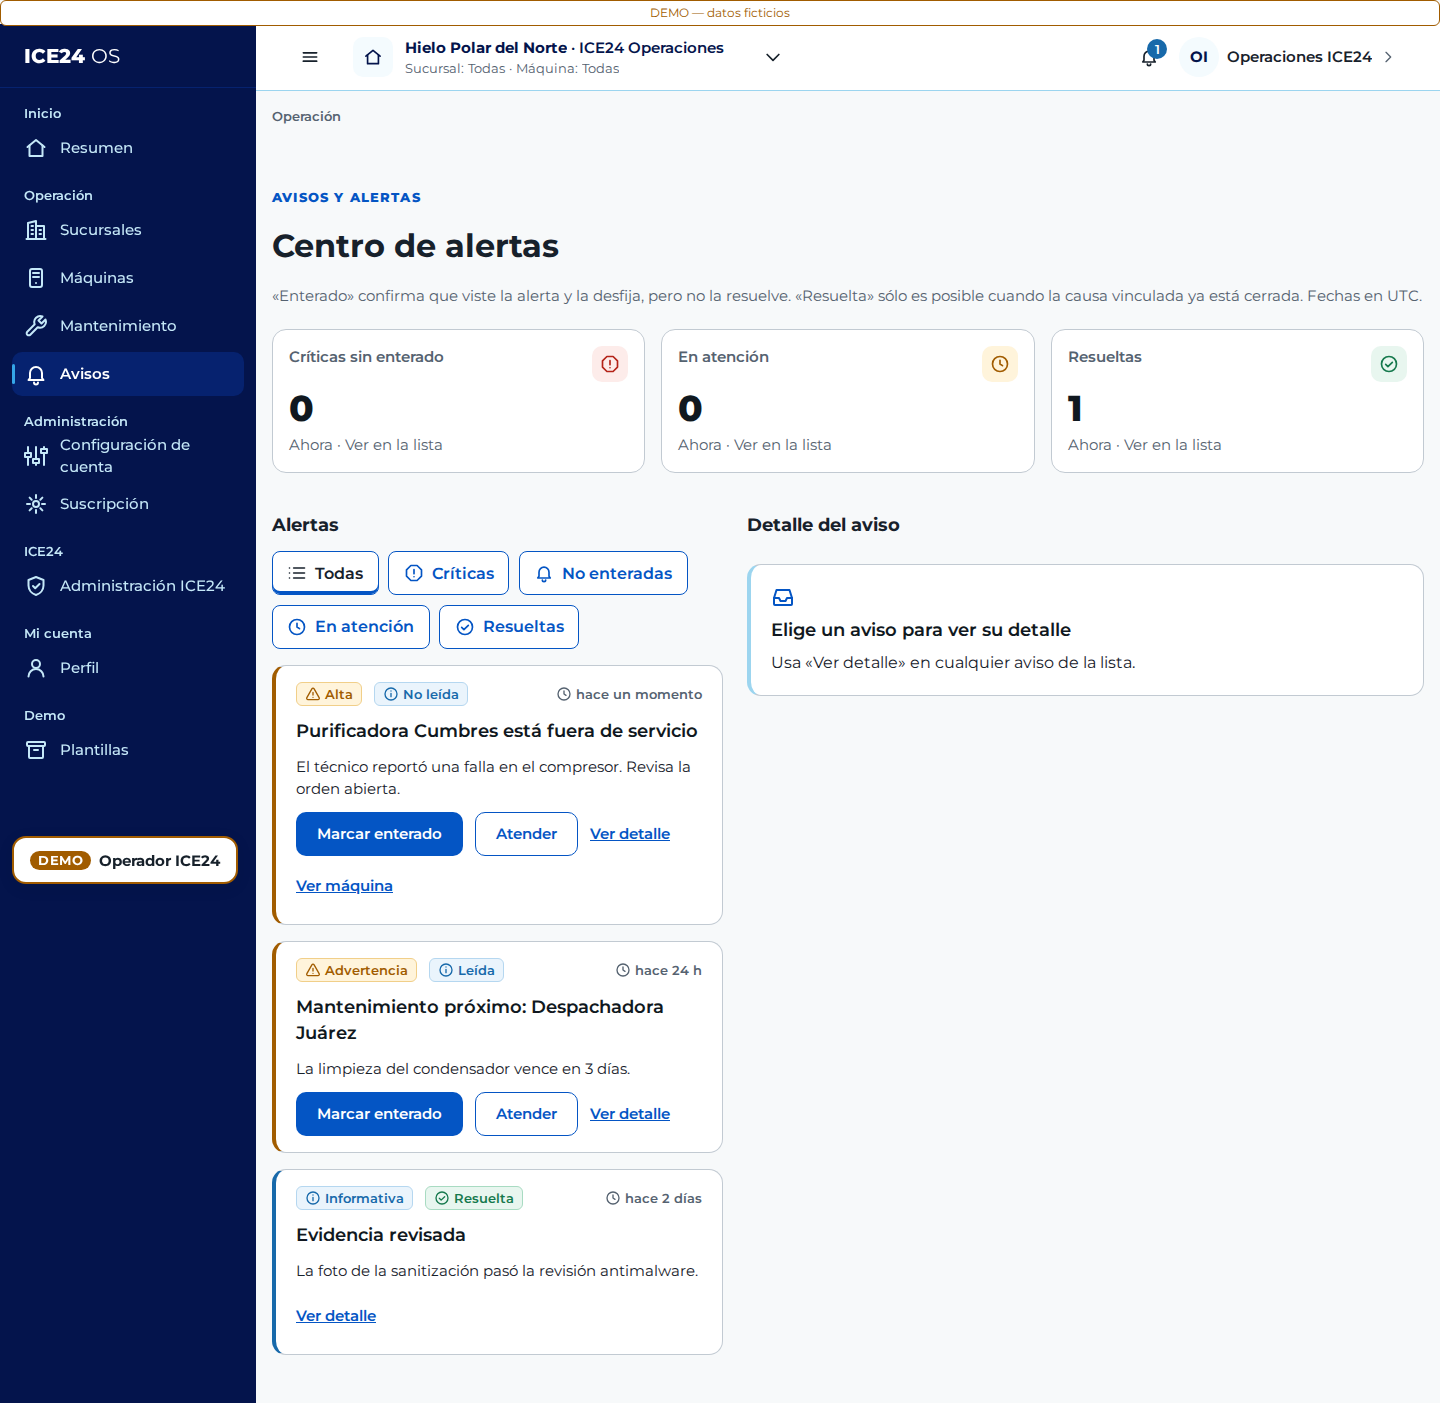 DEMO — datos ficticios
ICE24 OS
Inicio
Resumen
Operación
Sucursales
Máquinas
Mantenimiento
Avisos
Administración
Configuración de
cuenta
Suscripción
ICE24
Administración ICE24
Mi cuenta
Perfil
Demo
Plantillas
DEMO Operador ICE24
Hielo Polar del Norte · ICE24 Operaciones
Sucursal: Todas · Máquina: Todas
1
OI Operaciones ICE24
Operación
AVISOS Y ALERTAS
Centro de alertas
«Enterado» confirma que viste la alerta y la desfija, pero no la resuelve. «Resuelta» sólo es posible cuando la causa vinculada ya está cerrada. Fechas en UTC.
Críticas sin enterado
0
Ahora · Ver en la lista
En atención
0
Ahora · Ver en la lista
Resueltas
1
Ahora · Ver en la lista
Alertas
Todas
Críticas
No enteradas
En atención
Resueltas
Alta
No leída
hace un momento
Purificadora Cumbres está fuera de servicio
El técnico reportó una falla en el compresor. Revisa la
orden abierta.
Marcar enterado
Atender
Ver detalle
Ver máquina
Advertencia
Leída
hace 24 h
Mantenimiento próximo: Despachadora
Juárez
La limpieza del condensador vence en 3 días.
Marcar enterado
Atender
Ver detalle
Informativa
Resuelta
hace 2 días
Evidencia revisada
La foto de la sanitización pasó la revisión antimalware.
Ver detalle
Detalle del aviso
Elige un aviso para ver su detalle
Usa «Ver detalle» en cualquier aviso de la lista.